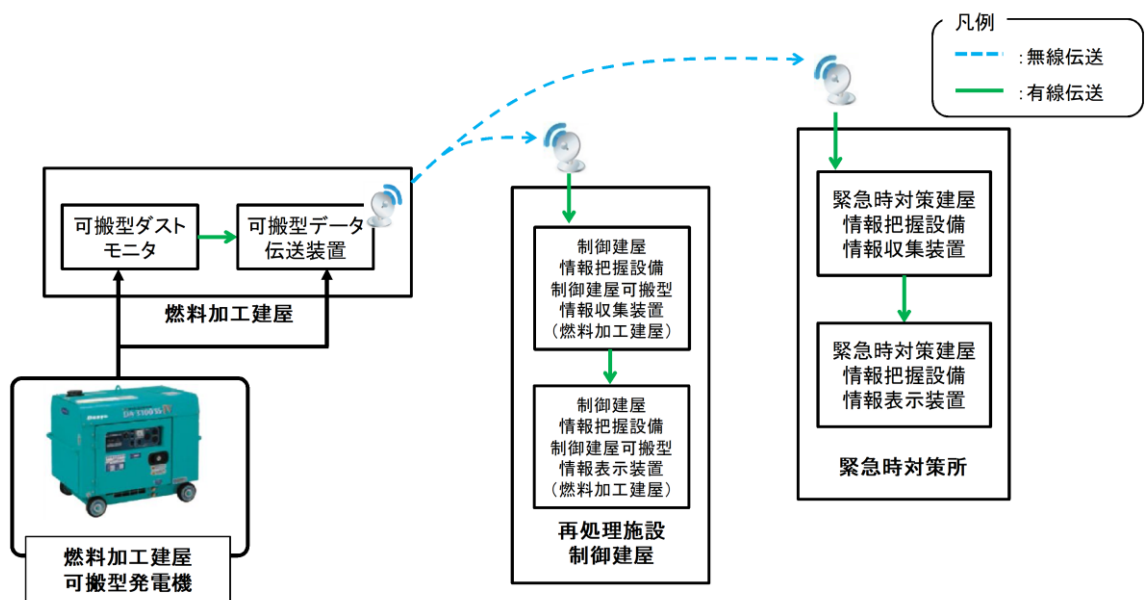 凡例
:無線伝送
:有線伝送
可搬型ダスト
モニタ
可搬型データ
伝送装置
燃料加工建屋
燃料加工建屋
可搬型発電機
制御建屋
情報把握設備
制御建屋可搬型
情報収集装置
(燃料加工建屋)
制御建屋
情報把握設備
制御建屋可搬型
情報表示装置
(燃料加工建屋)
再処理施設
制御建屋
緊急時対策建屋
情報把握設備
情報収集装置
緊急時対策建屋
情報把握設備
情報表示装置
緊急時対策所